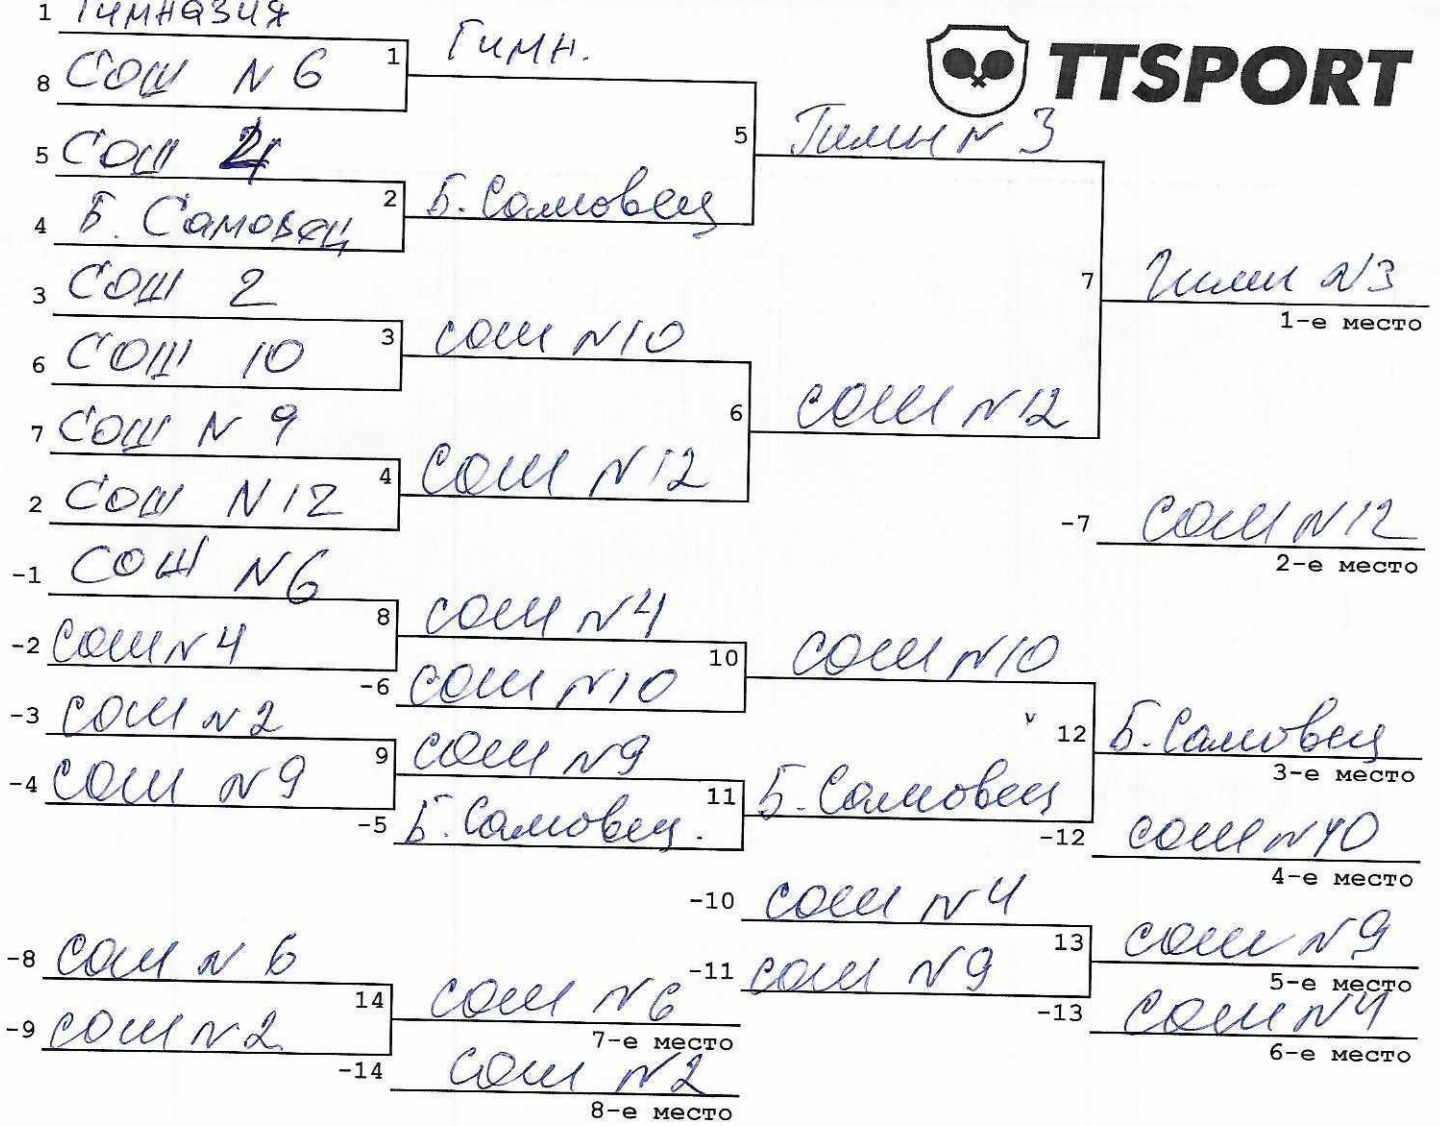 1 Гимназия
8 СОШ N 6
1 Гимн.
TTSPORT
5 СОШ 4
4 Б. Самовец
2 Б. Самовец
5 Гимн N 3
3 СОШ 2
6 СОШ 10
3 СОШ N10
7 СОШ N 9
2 СОШ N 12
4 СОШ N12
6 СОШ N12
7 Гимн N3
1-е место
-7 СОШ N12
2-е место
-1 СОШ N6
-2 СОШ N 4
8 СОШ N4
-6 СОШ N10
10 СОШ N10
-3 СОШ N2
-4 СОШ N9
9 СОШ N9
-5 Б. Самовец.
11 Б. Самовец
12 Б. Самовец
3-е место
-12 СОШ N10
4-е место
-10 СОШ N4
-11 СОШ N9
13 СОШ N9
5-е место
-13 СОШ N4
6-е место
-8 СОШ N 6
-9 СОШ N2
14 СОШ N6
7-е место
-14 СОШ N2
8-е место